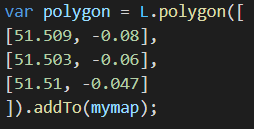 var polygon = L.polygon([
[51.509, -0.08],
[51.503, -0.06],
[51.51, -0.047]
]).addTo(mymap);